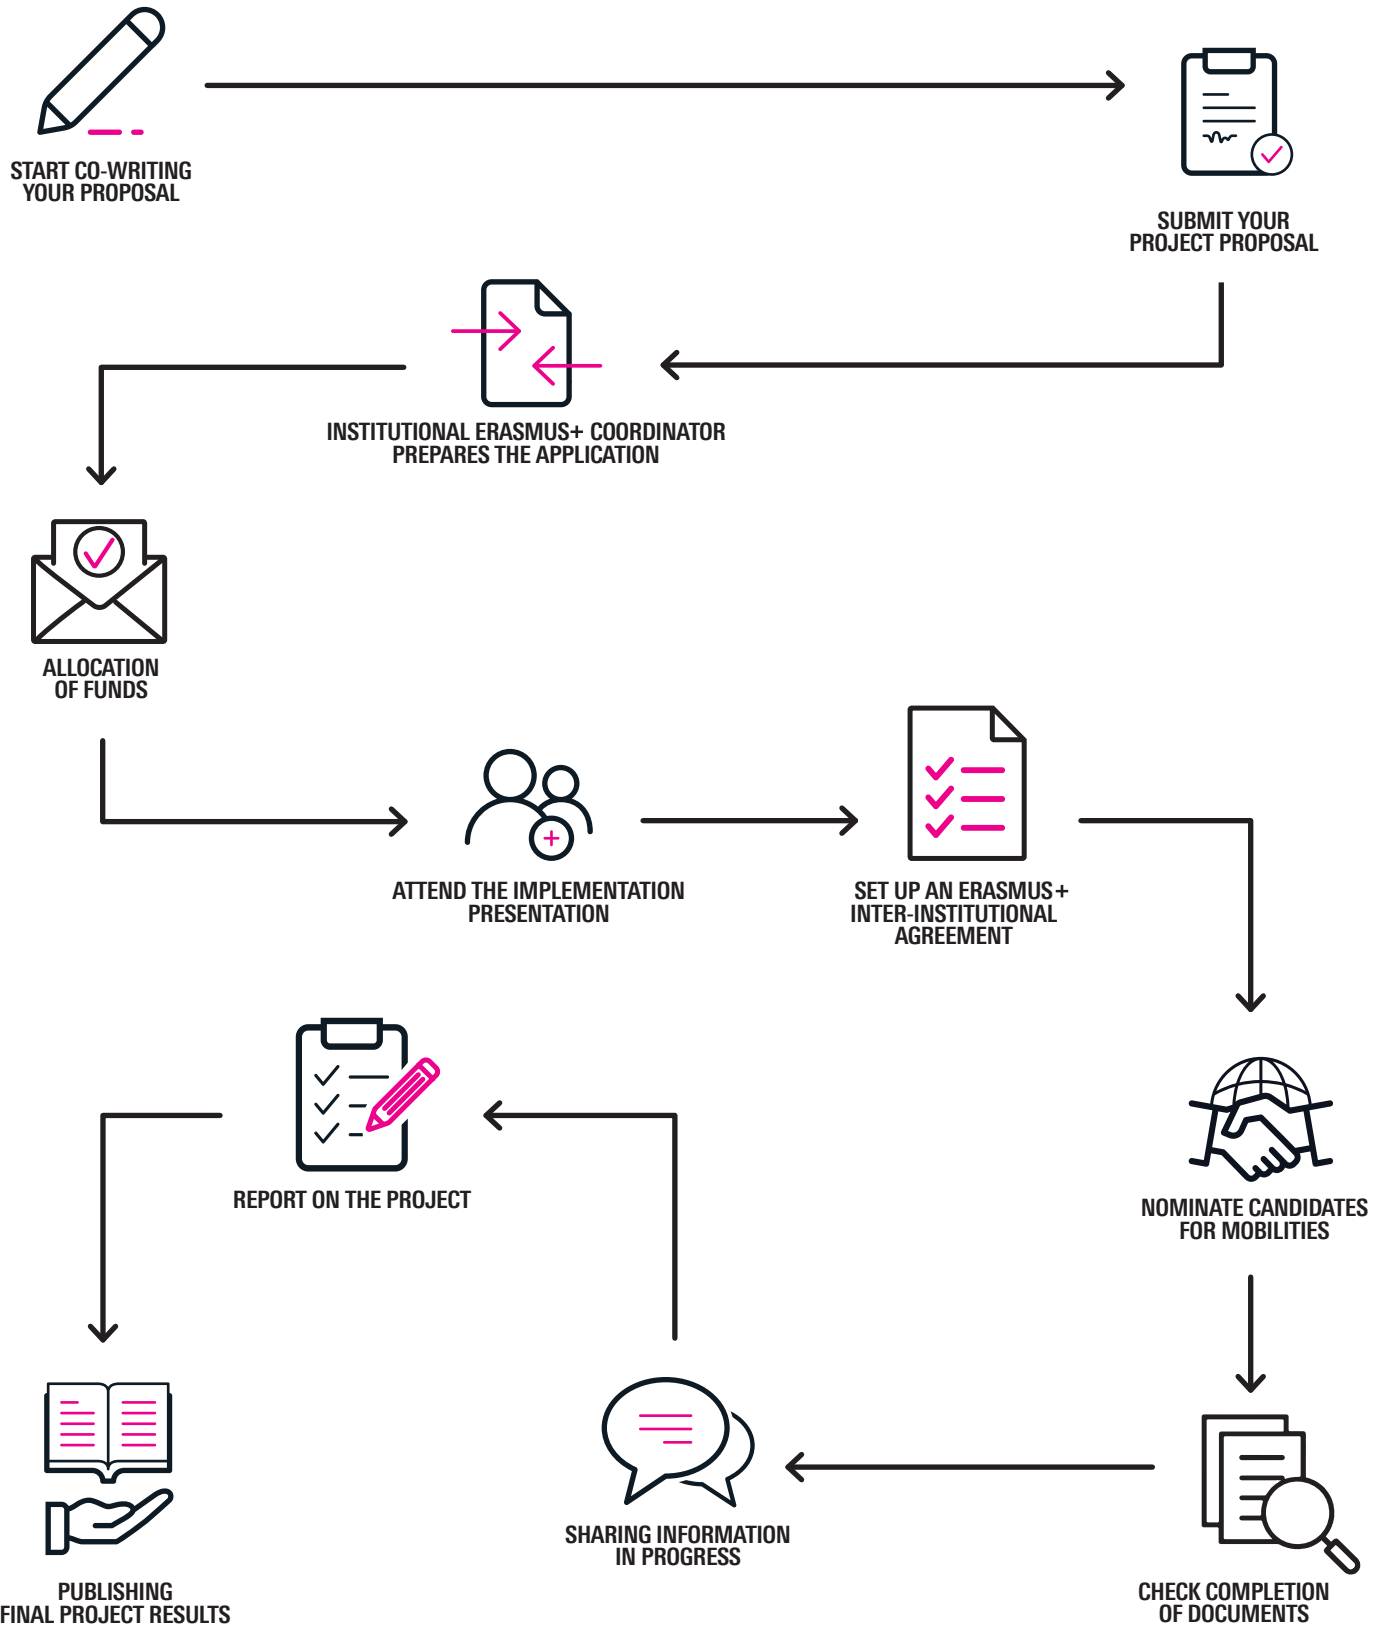 START CO-WRITING
YOUR PROPOSAL
SUBMIT YOUR
PROJECT PROPOSAL
INSTITUTIONAL ERASMUS+ COORDINATOR
PREPARES THE APPLICATION
ALLOCATION
OF FUNDS
ATTEND THE IMPLEMENTATION
PRESENTATION
SET UP AN ERASMUS+
INTER-INSTITUTIONAL
AGREEMENT
NOMINATE CANDIDATES
FOR MOBILITIES
CHECK COMPLETION
OF DOCUMENTS
SHARING INFORMATION
IN PROGRESS
REPORT ON THE PROJECT
PUBLISHING
FINAL PROJECT RESULTS